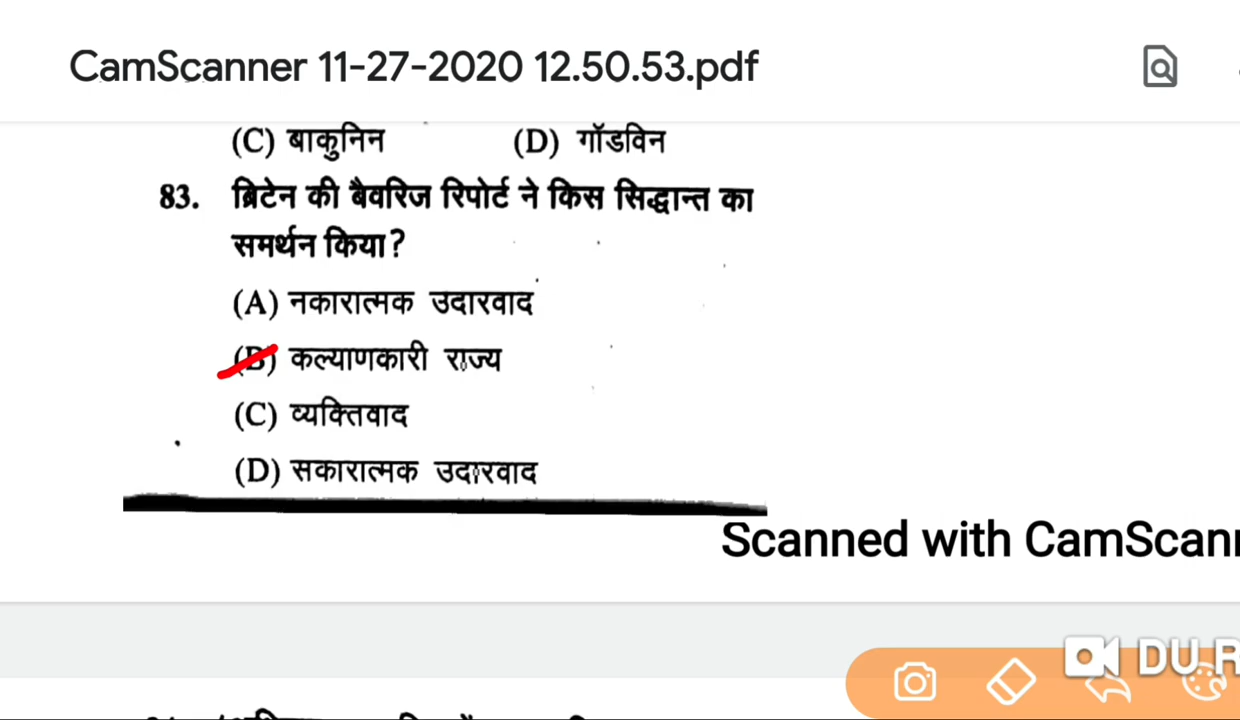 CamScanner 11-27-2020 12.50.53.pdf
(C) बाकुनिन (D) गॉडविन
83. ब्रिटेन की बैवरिज रिपोर्ट ने किस सिद्धान्त का
समर्थन किया?
(A) नकारात्मक उदारवाद
(B) कल्याणकारी राज्य
(C) व्यक्तिवाद
(D) सकारात्मक उदारवाद
Scanned with CamScann
DU R